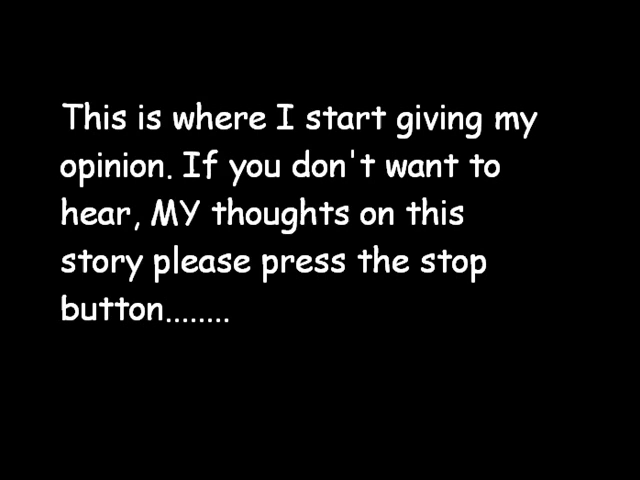 This is where I start giving my
opinion. If you don't want to
hear, MY thoughts on this
story please press the stop
button........